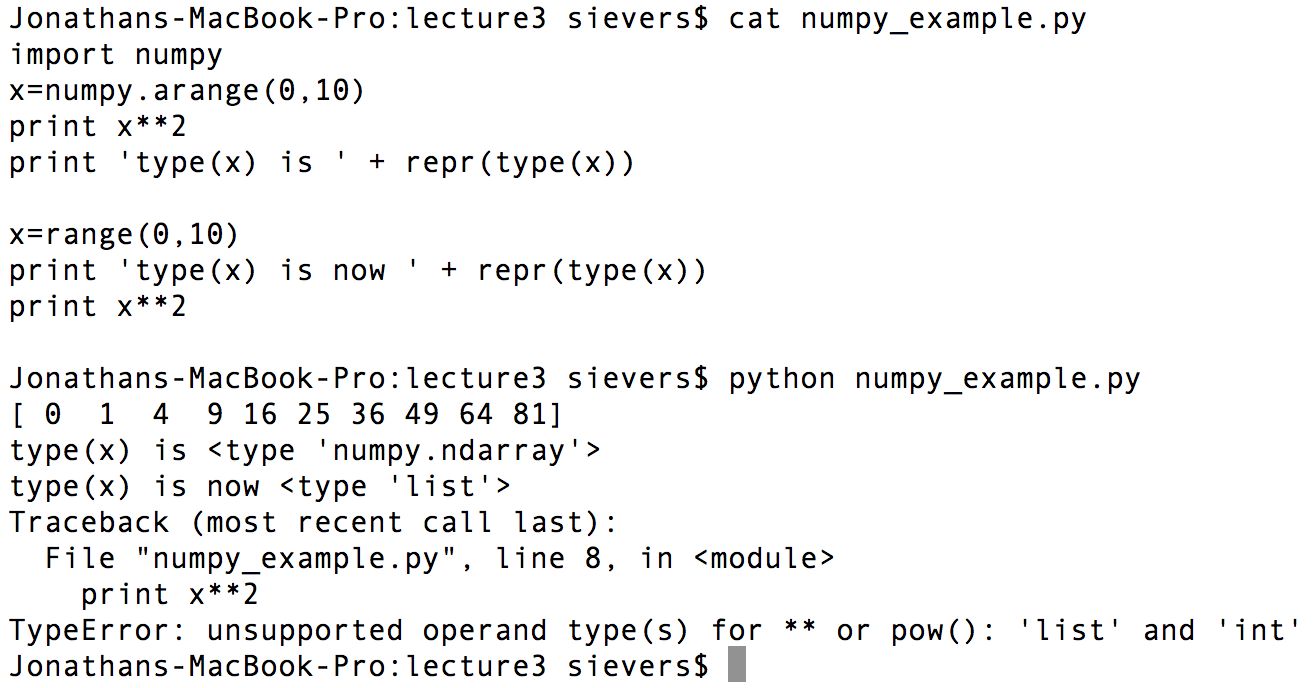 Jonathans-MacBook-Pro:lecture3 sievers$ cat numpy_example.py
import numpy
x=numpy.arange(0,10)
print x**2
print 'type(x) is ' + repr(type(x))

x=range(0,10)
print 'type(x) is now ' + repr(type(x))
print x**2

Jonathans-MacBook-Pro:lecture3 sievers$ python numpy_example.py
[ 0  1  4  9 16 25 36 49 64 81]
type(x) is <type 'numpy.ndarray'>
type(x) is now <type 'list'>
Traceback (most recent call last):
  File "numpy_example.py", line 8, in <module>
    print x**2
TypeError: unsupported operand type(s) for ** or pow(): 'list' and 'int'
Jonathans-MacBook-Pro:lecture3 sievers$